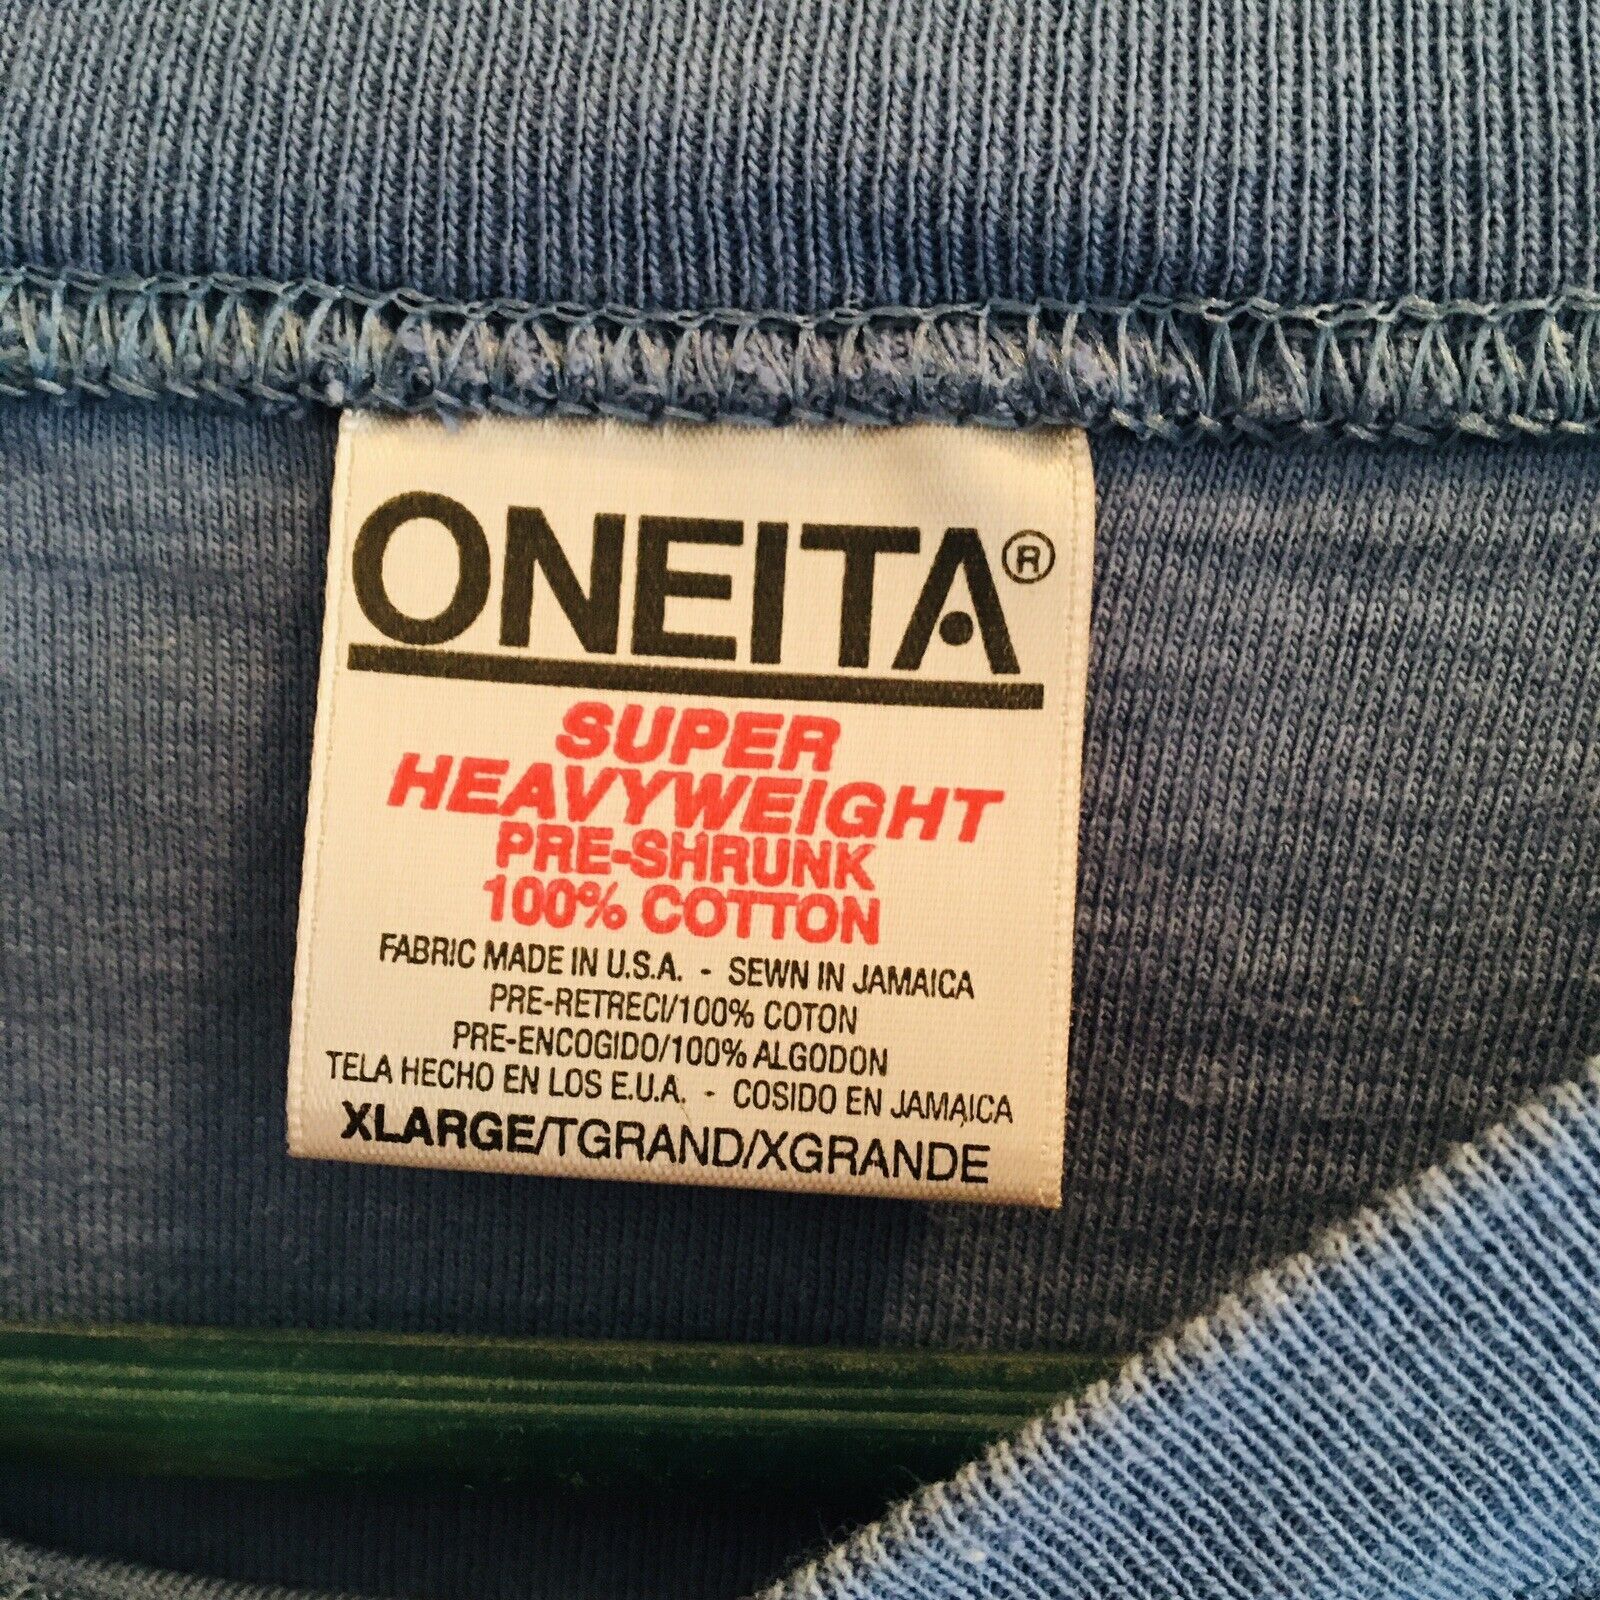 ONEITA®
SUPER
HEAVYWEIGHT
PRE-SHRUNK
100% COTTON
FABRIC MADE IN U.S.A. - SEWN IN JAMAICA
PRE-RETRECI/100% COTON
PRE-ENCOGIDO/100% ALGODON
TELA HECHO EN LOS E.U.A. - COSIDO EN JAMAICA
XLARGE/TGRAND/XGRANDE